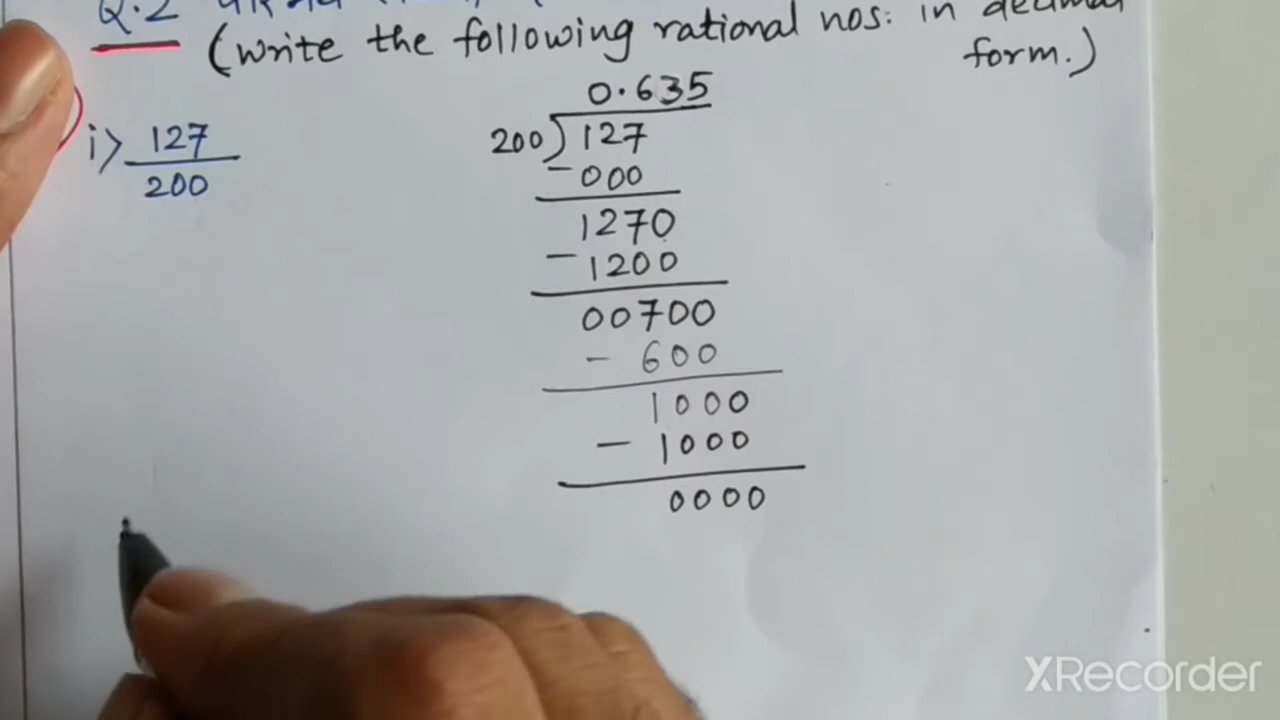 Q.2
(Write the following rational nos: in decimal
form.)
0.635
i) 127
200
200 ) 127
- 000
1270
- 1200
00700
- 600
1000
- 1000
0000
XRecorder